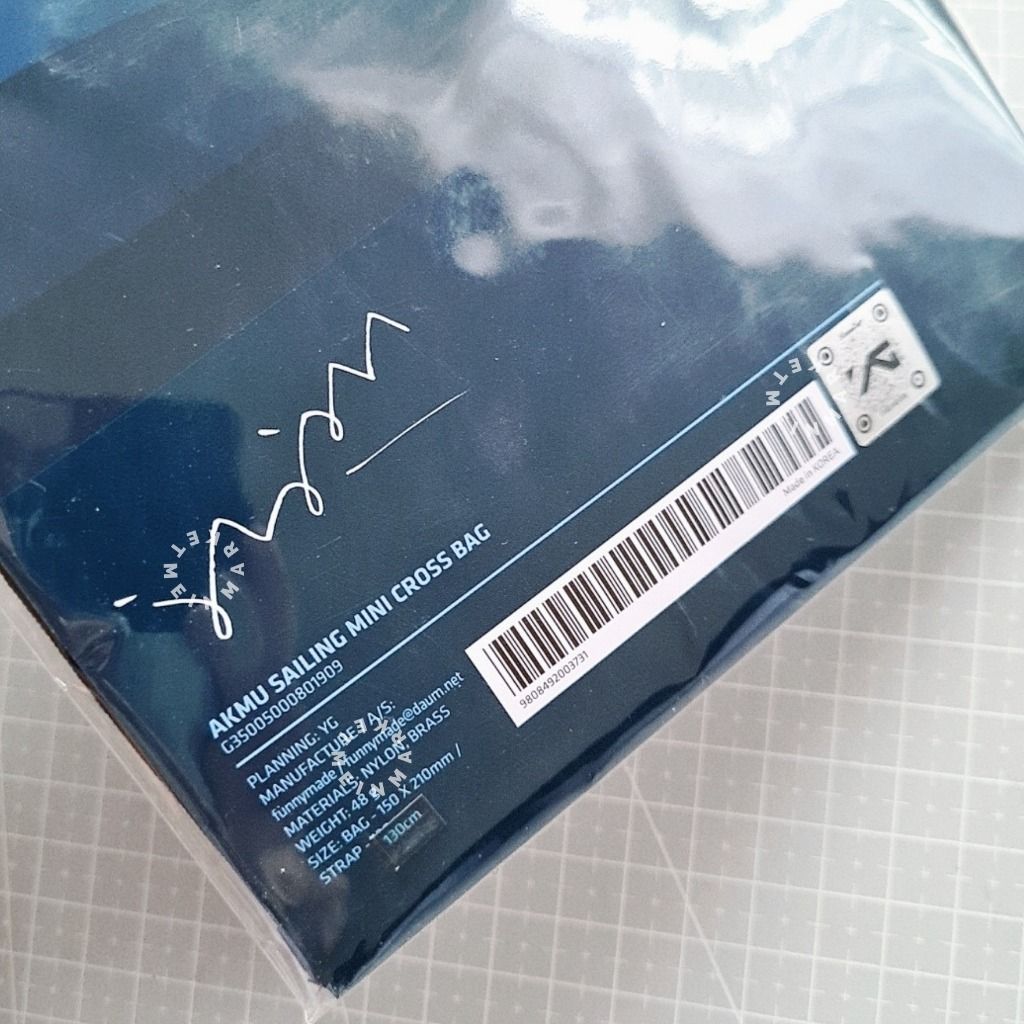 AKMU SAILING MINI CROSS BAG
G35005000801909
PLANNING: YG
MANUFACTURE / A/S:
funnymade / funnymade@daum.net
MATERIALS: NYLON, BRASS
WEIGHT: 48 g
SIZE: BAG - 150 X 210mm /
STRAP - 130cm
9808492003731
Made in KOREA